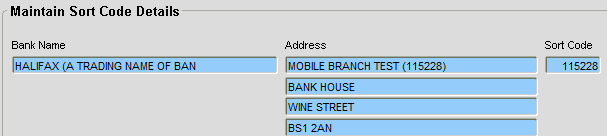 Maintain Sort Code Details
Bank Name Address Sort Code
HALIFAX (A TRADING NAME OF BAN MOBILE BRANCH TEST (115228) 115228
BANK HOUSE
WINE STREET
BS1 2AN